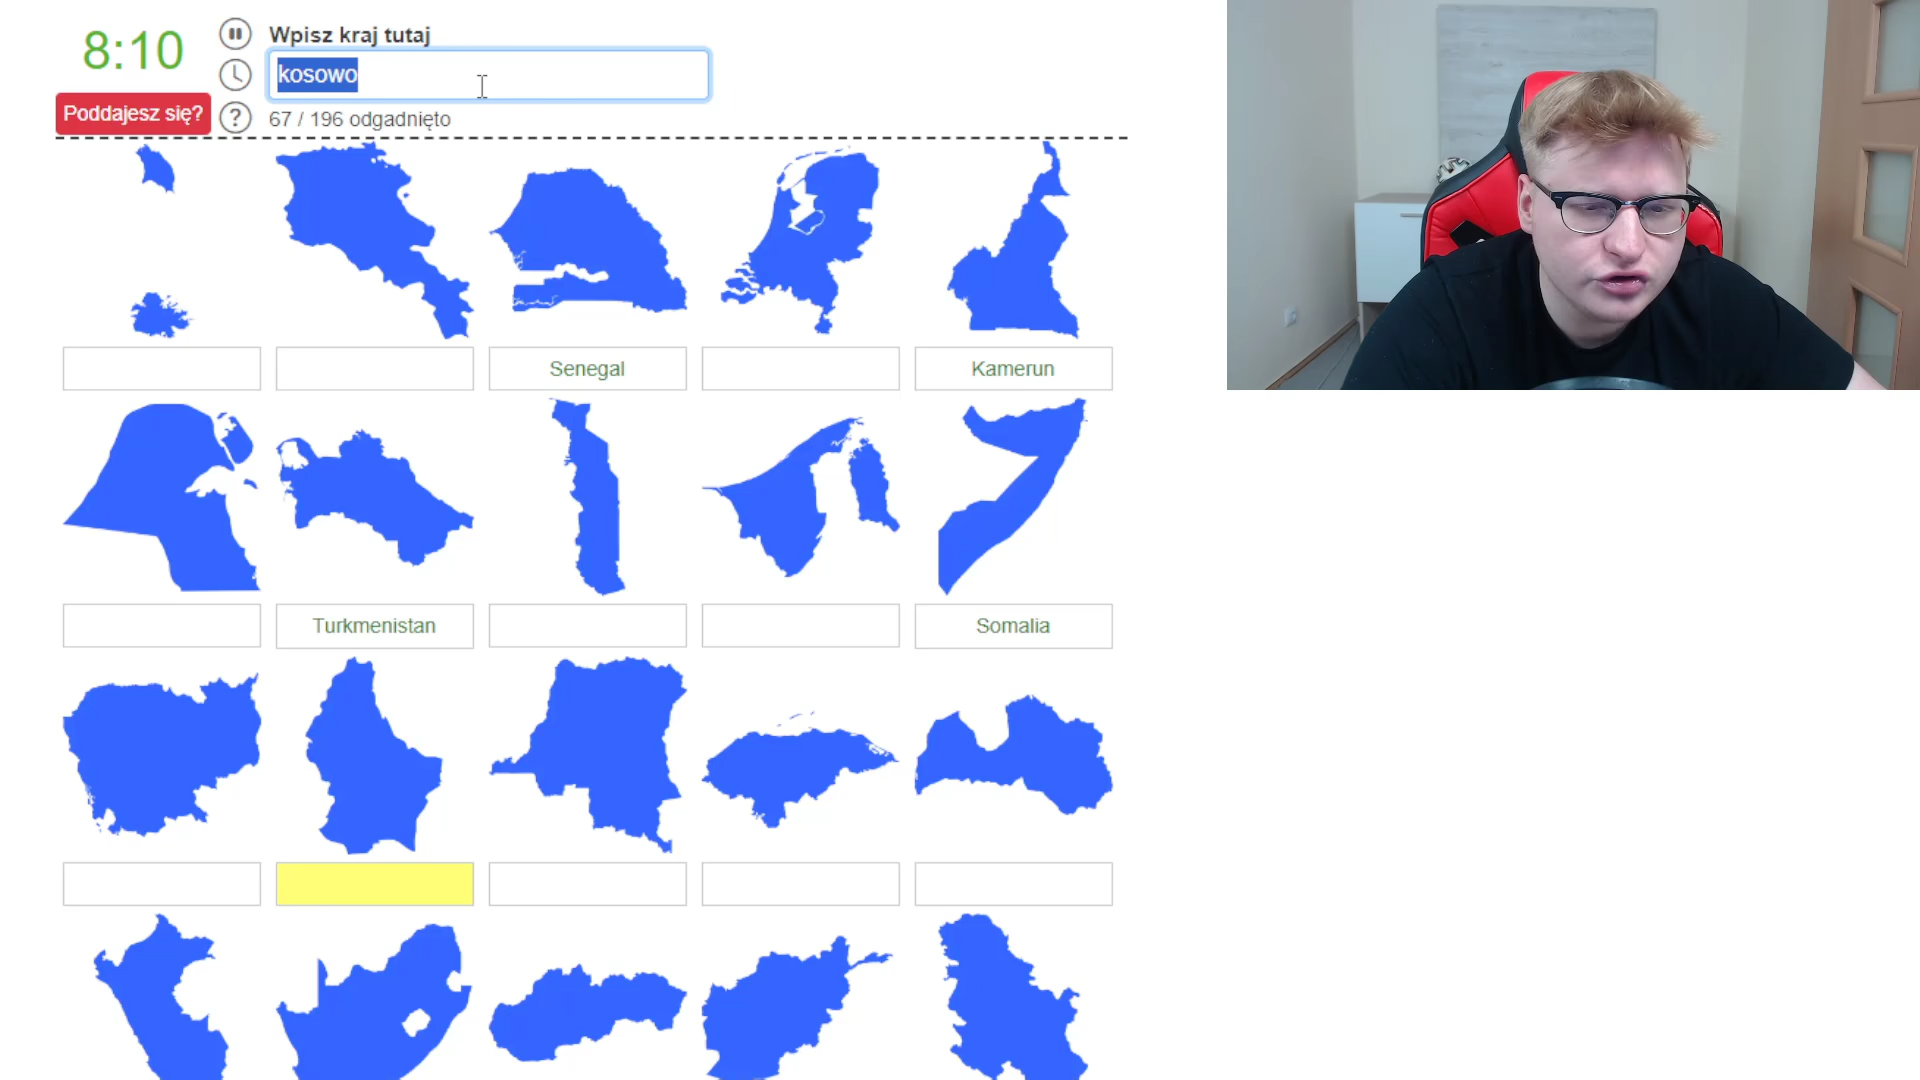 8:10
Wpisz kraj tutaj
kosowo
Poddajesz się?
?
67 / 196 odgadnięto
Senegal
Kamerun
Turkmenistan
Somalia